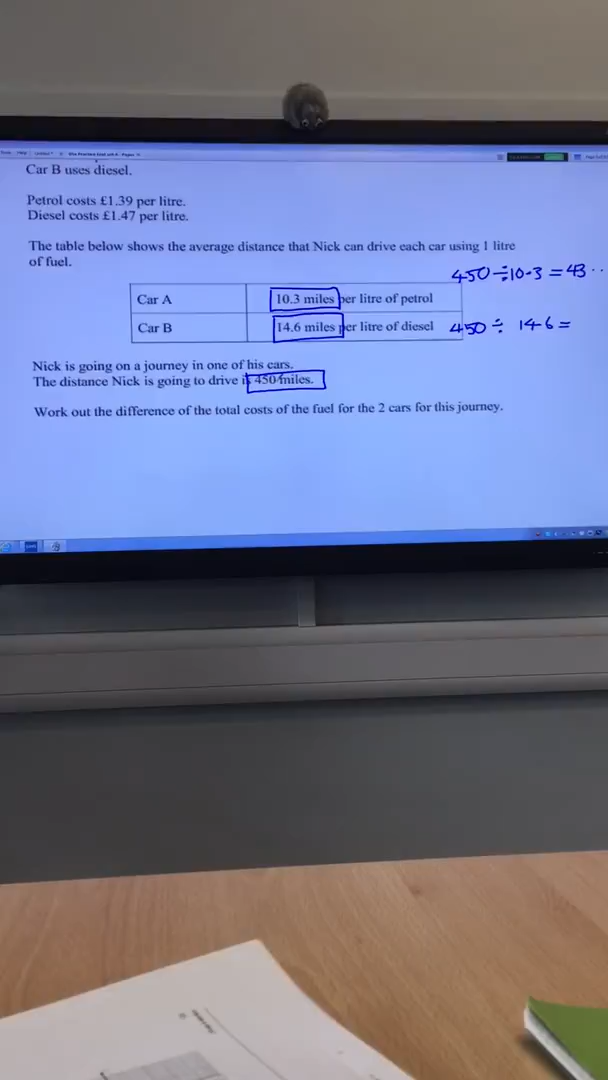 Car B uses diesel.
Petrol costs £1.39 per litre.
Diesel costs £1.47 per litre.
The table below shows the average distance that Nick can drive each car using 1 litre
of fuel.
450 ÷ 10.3 = 43 ..
Car A 10.3 miles per litre of petrol
Car B 14.6 miles per litre of diesel 450 ÷ 14.6 =
Nick is going on a journey in one of his cars.
The distance Nick is going to drive is 450 miles.
Work out the difference of the total costs of the fuel for the 2 cars for this journey.